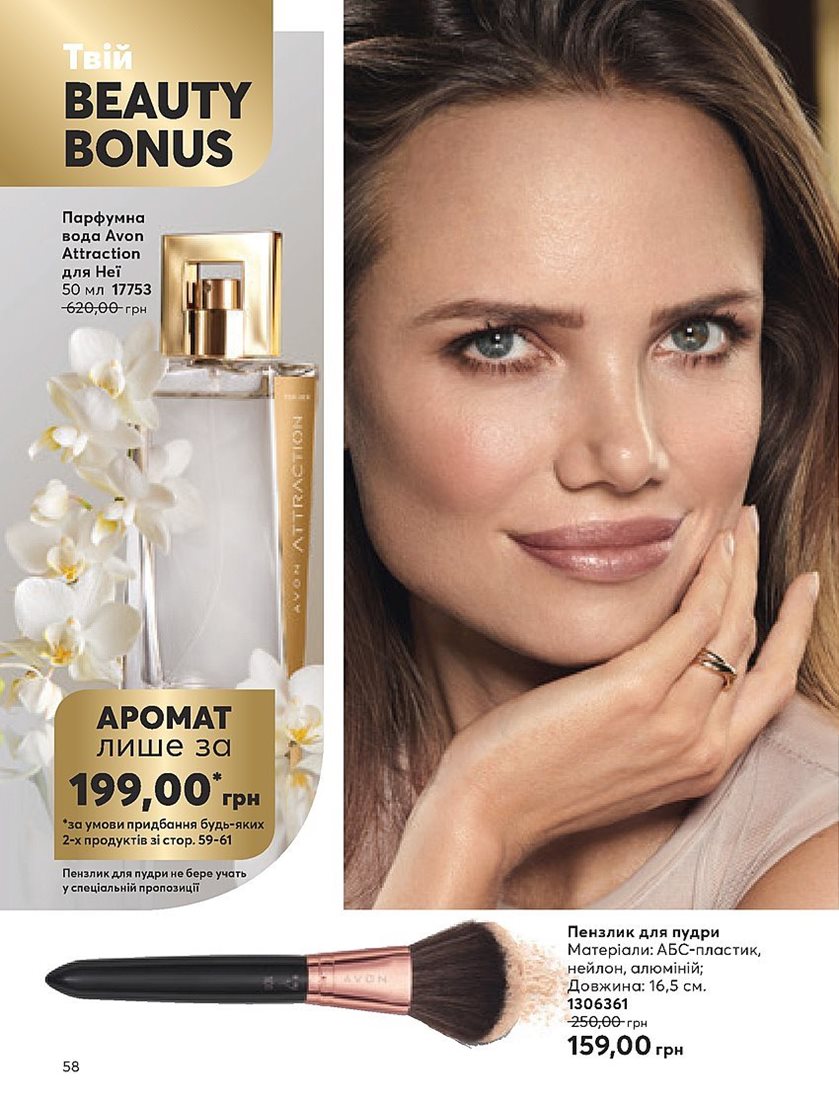 Твій
BEAUTY
BONUS
Парфумна
вода Avon
Attraction
для Неї
50 мл 17753
620,00 грн
FOR HER
AVON ATTRACTION
АРОМАТ
лише за
199,00* грн
*за умови придбання будь-яких
2-х продуктів зі стор. 59-61
Пензлик для пудри не бере учать
у спеціальній пропозиції
AVON
Пензлик для пудри
Матеріали: АБС-пластик,
нейлон, алюміній;
Довжина: 16,5 см.
1306361
250,00 грн
159,00 грн
58